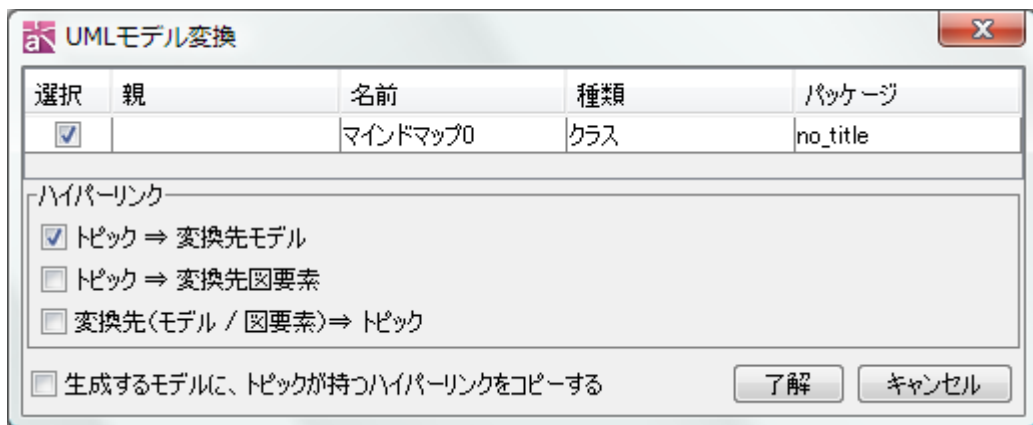 UMLモデル変換
選択 親 名前 種類 パッケージ
マインドマップ0 クラス no_title
ハイパーリンク
トピック ⇒ 変換先モデル
トピック ⇒ 変換先図要素
変換先(モデル / 図要素)⇒ トピック
生成するモデルに、トピックが持つハイパーリンクをコピーする 了解 キャンセル